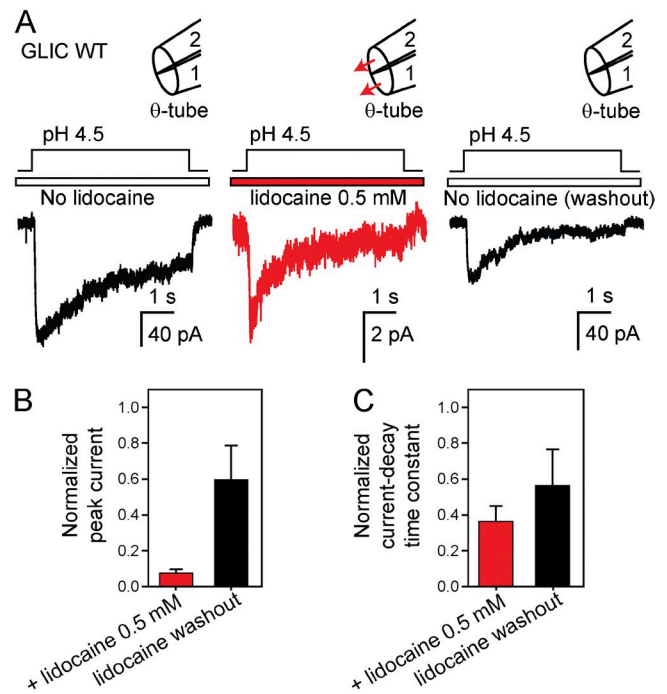 A
GLIC WT
2
1
θ-tube
2
1
θ-tube
2
1
θ-tube
pH 4.5
pH 4.5
pH 4.5
No lidocaine
lidocaine 0.5 mM
No lidocaine (washout)
1 s
40 pA
1 s
2 pA
1 s
40 pA
B
Normalized
peak current
1.0
0.8
0.6
0.4
0.2
0.0
+ lidocaine 0.5 mM
lidocaine washout
C
Normalized
current-decay
time constant
1.0
0.8
0.6
0.4
0.2
0.0
+ lidocaine 0.5 mM
lidocaine washout